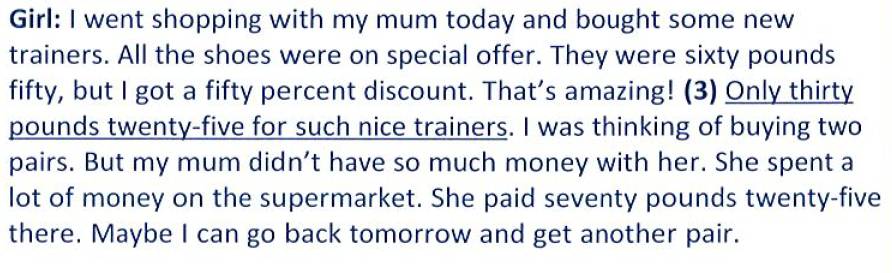 Girl: I went shopping with my mum today and bought some new
trainers. All the shoes were on special offer. They were sixty pounds
fifty, but I got a fifty percent discount. That's amazing! (3) Only thirty
pounds twenty-five for such nice trainers. I was thinking of buying two
pairs. But my mum didn't have so much money with her. She spent a
lot of money on the supermarket. She paid seventy pounds twenty-five
there. Maybe I can go back tomorrow and get another pair.